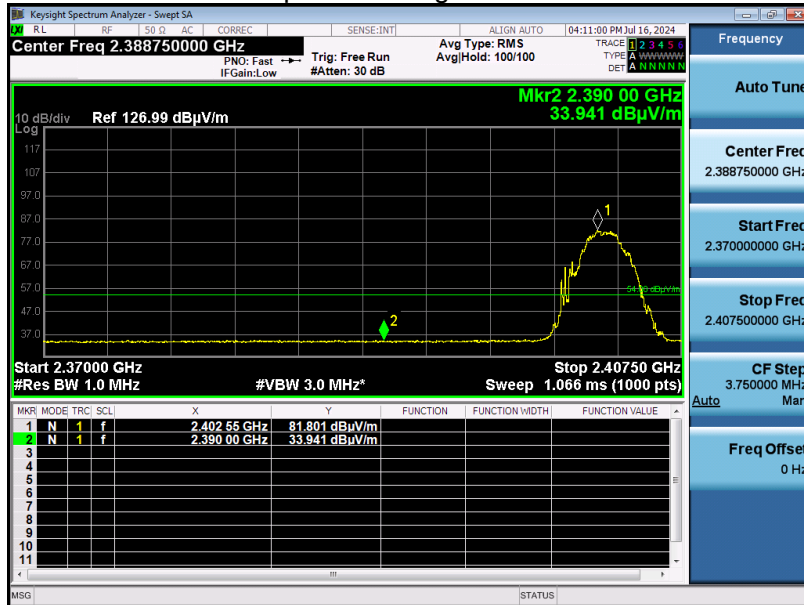 Keysight Spectrum Analyzer - Swept SA
LXI RL RF 50 Ω AC CORREC SENSE:INT ALIGN AUTO 04:11:00 PM Jul 16, 2024
Center Freq 2.388750000 GHz
PNO: Fast
IFGain:Low
Trig: Free Run
#Atten: 30 dB
Avg Type: RMS
Avg|Hold: 100/100
TRACE 1 2 3 4 5 6
TYPE A WWWWW
DET A N N N N N
Mkr2 2.390 00 GHz
33.941 dBµV/m
10 dB/div Ref 126.99 dBµV/m
Log
117
107
97.0
87.0
77.0
67.0
57.0
47.0
37.0
1
2
Start 2.37000 GHz Stop 2.40750 GHz
#Res BW 1.0 MHz #VBW 3.0 MHz* Sweep 1.066 ms (1000 pts)
MKR MODE TRC SCL X Y FUNCTION FUNCTION WIDTH FUNCTION VALUE
1 N 1 f 2.402 55 GHz 81.801 dBµV/m
2 N 1 f 2.390 00 GHz 33.941 dBµV/m
3
4
5
6
7
8
9
10
11
MSG STATUS
Frequency
Auto Tune
Center Freq
2.388750000 GHz
Start Freq
2.370000000 GHz
Stop Freq
2.407500000 GHz
CF Step
3.750000 MHz
Auto Man
Freq Offset
0 Hz